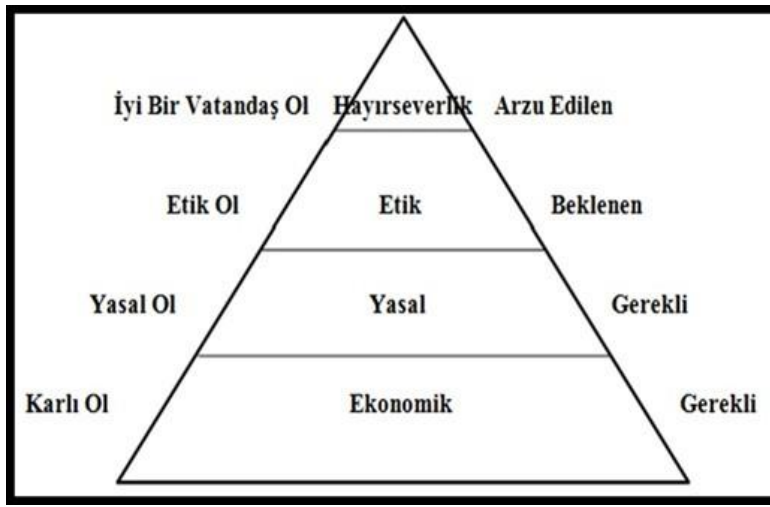 İyi Bir Vatandaş Ol Hayırseverlik Arzu Edilen
Etik Ol Etik Beklenen
Yasal Ol Yasal Gerekli
Karlı Ol Ekonomik Gerekli